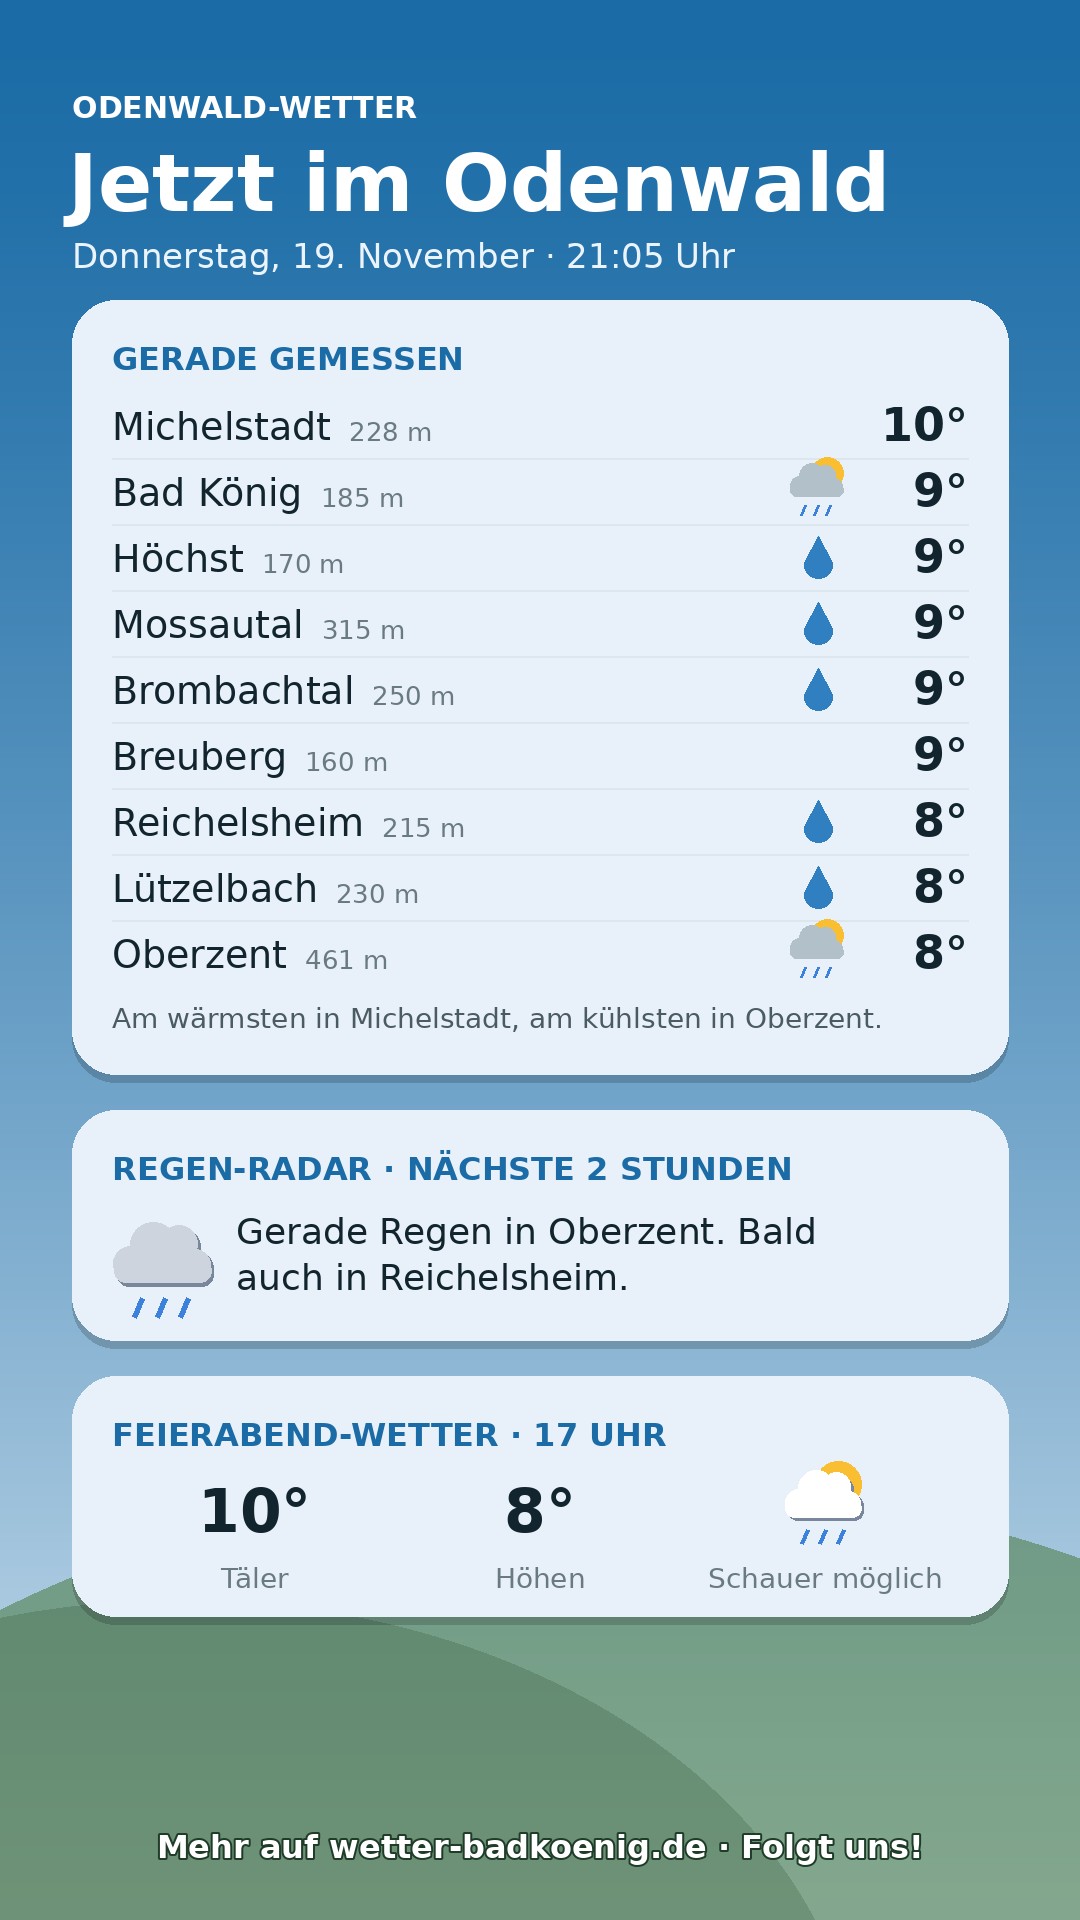 ODENWALD-WETTER
Jetzt im Odenwald
Donnerstag, 19. November · 21:05 Uhr
GERADE GEMESSEN
Michelstadt 228 m 10°
Bad König 185 m 9°
Höchst 170 m 9°
Mossautal 315 m 9°
Brombachtal 250 m 9°
Breuberg 160 m 9°
Reichelsheim 215 m 8°
Lützelbach 230 m 8°
Oberzent 461 m 8°
Am wärmsten in Michelstadt, am kühlsten in Oberzent.
REGEN-RADAR · NÄCHSTE 2 STUNDEN
Gerade Regen in Oberzent. Bald
auch in Reichelsheim.
FEIERABEND-WETTER · 17 UHR
10° 8°
Täler Höhen Schauer möglich
Mehr auf wetter-badkoenig.de · Folgt uns!